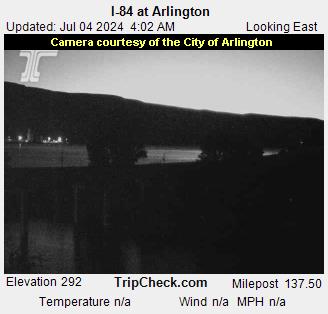 I-84 at Arlington
Updated: Jul 04 2024 4:02 AM Looking East
Camera courtesy of the City of Arlington
Elevation 292 TripCheck.com Milepost 137.50
Temperature n/a Wind n/a MPH n/a